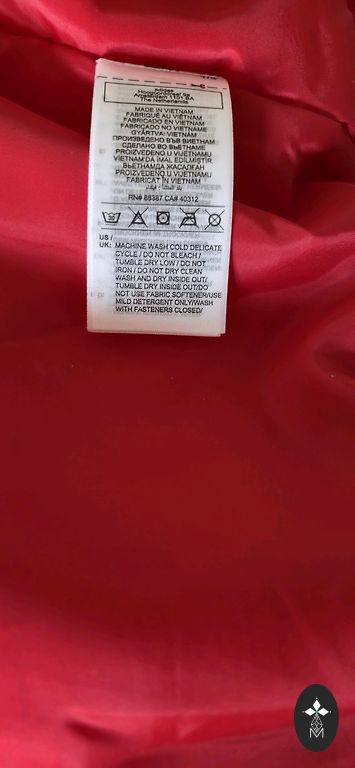 adidas
Hoogoorddreef 9a
Amsterdam 1101 BA
The Netherlands
MADE IN VIETNAM
FABRIQUÉ AU VIETNAM
FABRICADO EN VIETNAM
FABRICADO NO VIETNAME
GYÁRTVA: VIETNAM
ПРОИЗВЕДЕНО ВЪВ ВИЕТНАМ
СДЕЛАНО ВО ВЬЕТНАМЕ
PROIZVEDENO U VIJETNAMU
VIETNAM'DA İMAL EDİLMİŞTİR
ВЬЕТНАМДА ЖАСАЛҒАН
PROIZVEDENO U VIJETNAMU
FABRICAT ÎN VIETNAM
RN# 88387 CA# 40312
30
US /
UK: MACHINE WASH COLD DELICATE
CYCLE / DO NOT BLEACH /
TUMBLE DRY LOW / DO NOT
IRON / DO NOT DRY CLEAN
WASH AND DRY INSIDE OUT/
TUMBLE DRY INSIDE OUT/DO
NOT USE FABRIC SOFTENER/USE
MILD DETERGENT ONLY/WASH
WITH FASTENERS CLOSED/
M